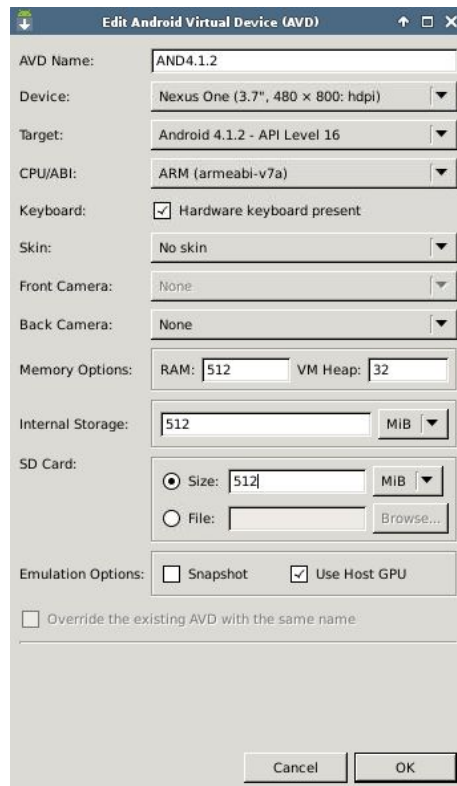 Edit Android Virtual Device (AVD)
AVD Name: AND4.1.2
Device: Nexus One (3.7", 480 × 800: hdpi)
Target: Android 4.1.2 - API Level 16
CPU/ABI: ARM (armeabi-v7a)
Keyboard: Hardware keyboard present
Skin: No skin
Front Camera: None
Back Camera: None
Memory Options: RAM: 512 VM Heap: 32
Internal Storage: 512 MiB
SD Card:
Size: 512 MiB
File: Browse...
Emulation Options: Snapshot Use Host GPU
Override the existing AVD with the same name
Cancel OK